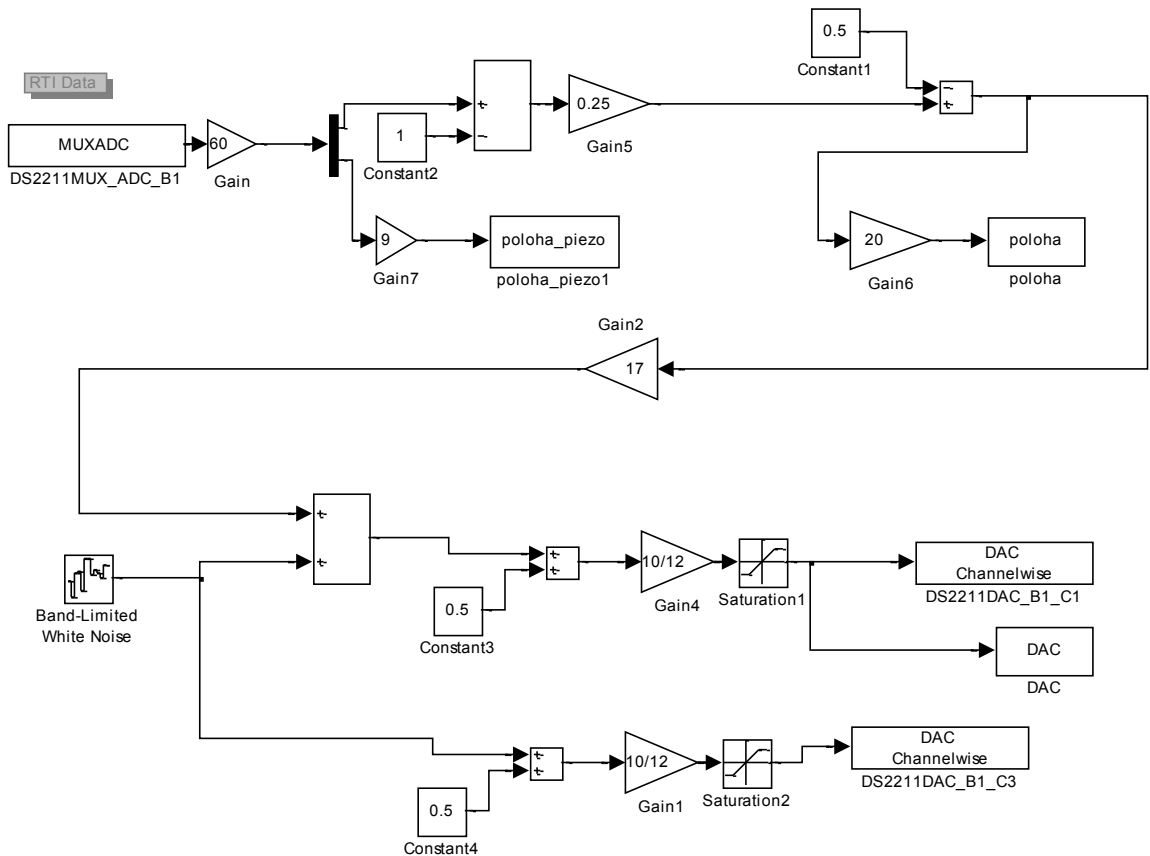 0.5
Constant1
RTI Data
MUXADC
DS2211MUX_ADC_B1
60
Gain
1
Constant2
+
−
0.25
Gain5
−
+
9
Gain7
poloha_piezo
poloha_piezo1
20
Gain6
poloha
poloha
Gain2
17
+
+
Band-Limited
White Noise
0.5
Constant3
+
+
10/12
Gain4
Saturation1
DAC
Channelwise
DS2211DAC_B1_C1
DAC
DAC
+
+
0.5
Constant4
10/12
Gain1
Saturation2
DAC
Channelwise
DS2211DAC_B1_C3